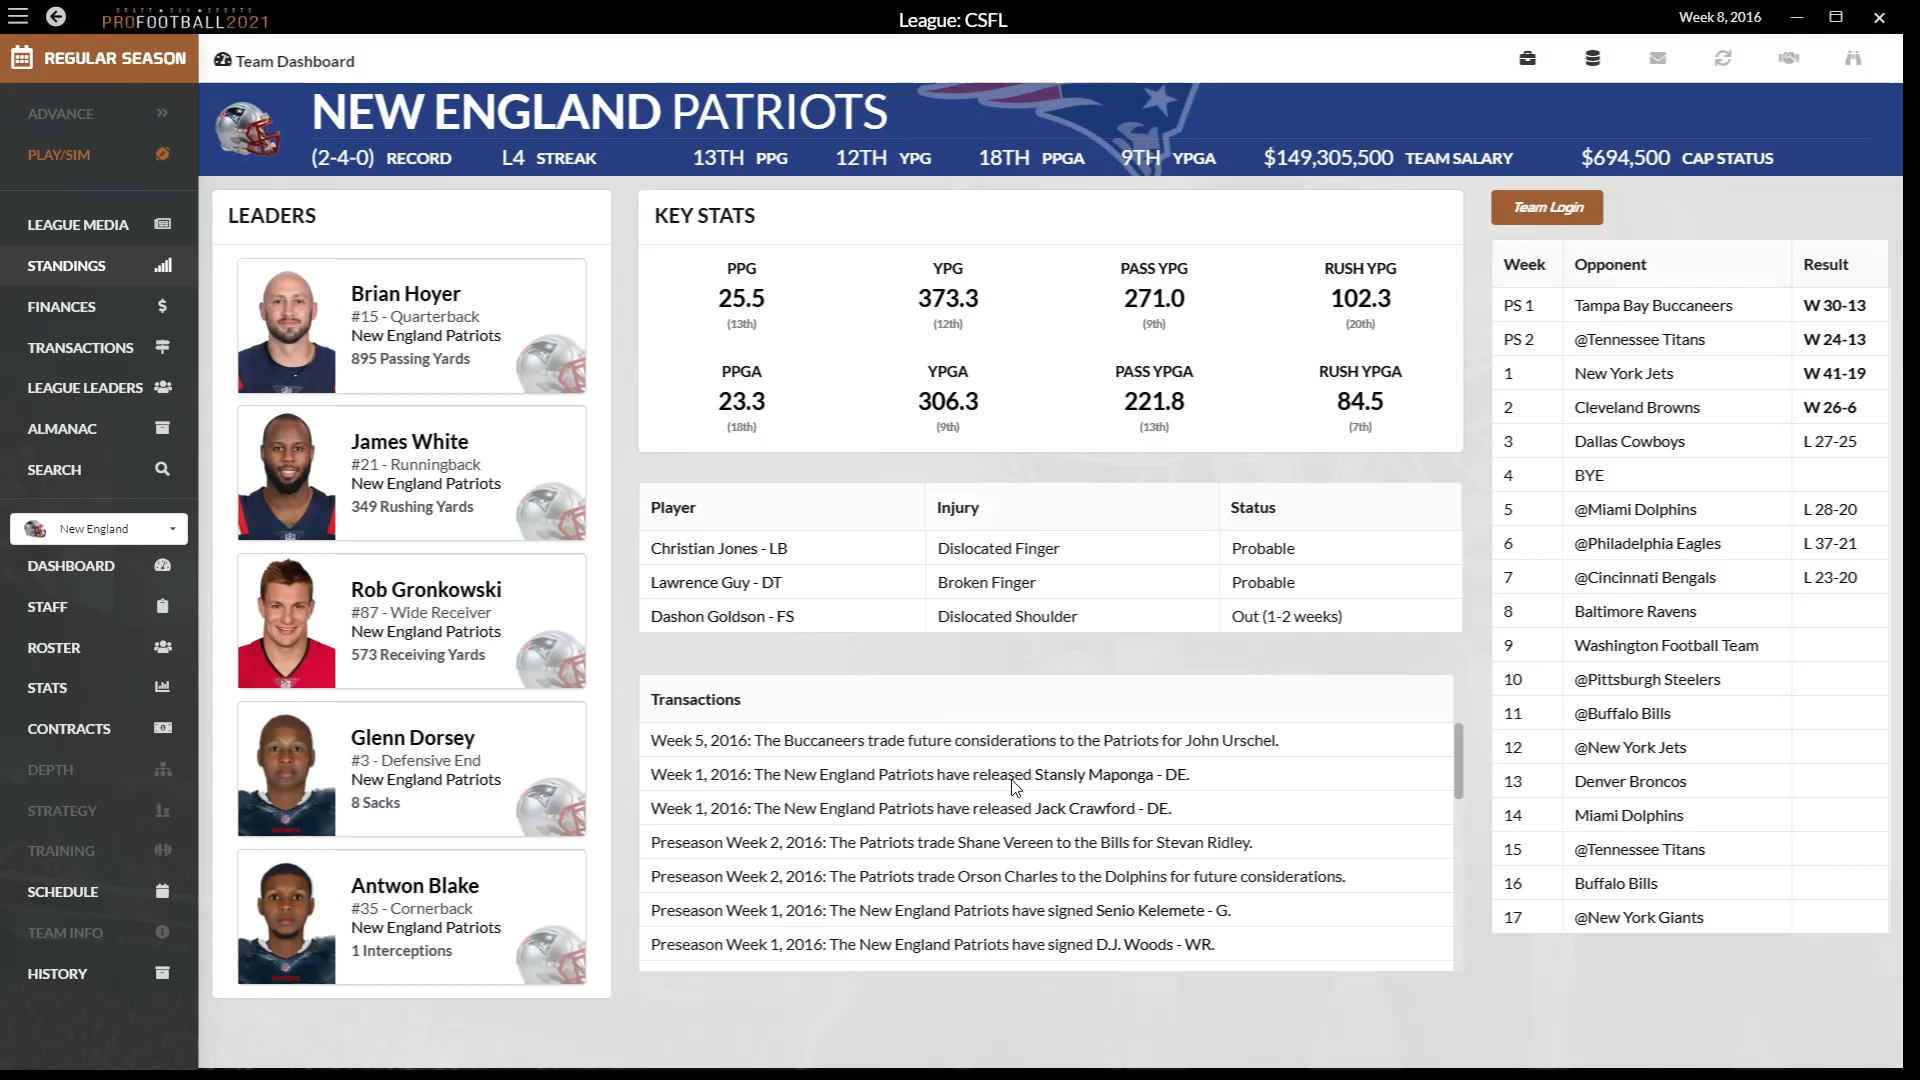 DRAFT DAY SPORTS
PROFOOTBALL2021
League: CSFL
Week 8, 2016
REGULAR SEASON
Team Dashboard
ADVANCE
PLAY/SIM
LEAGUE MEDIA
STANDINGS
FINANCES
TRANSACTIONS
LEAGUE LEADERS
ALMANAC
SEARCH
New England
DASHBOARD
STAFF
ROSTER
STATS
CONTRACTS
DEPTH
STRATEGY
TRAINING
SCHEDULE
TEAM INFO
HISTORY
NEW ENGLAND PATRIOTS
(2-4-0) RECORD L4 STREAK 13TH PPG 12TH YPG 18TH PPGA 9TH YPGA $149,305,500 TEAM SALARY $694,500 CAP STATUS
LEADERS
Brian Hoyer
#15 - Quarterback
New England Patriots
895 Passing Yards
James White
#21 - Runningback
New England Patriots
349 Rushing Yards
Rob Gronkowski
#87 - Wide Receiver
New England Patriots
573 Receiving Yards
Glenn Dorsey
#3 - Defensive End
New England Patriots
8 Sacks
Antwon Blake
#35 - Cornerback
New England Patriots
1 Interceptions
KEY STATS
PPG YPG PASS YPG RUSH YPG
25.5 373.3 271.0 102.3
(13th) (12th) (9th) (20th)
PPGA YPGA PASS YPGA RUSH YPGA
23.3 306.3 221.8 84.5
(18th) (9th) (13th) (7th)
Player Injury Status
Christian Jones - LB Dislocated Finger Probable
Lawrence Guy - DT Broken Finger Probable
Dashon Goldson - FS Dislocated Shoulder Out (1-2 weeks)
Transactions
Week 5, 2016: The Buccaneers trade future considerations to the Patriots for John Urschel.
Week 1, 2016: The New England Patriots have released Stansly Maponga - DE.
Week 1, 2016: The New England Patriots have released Jack Crawford - DE.
Preseason Week 2, 2016: The Patriots trade Shane Vereen to the Bills for Stevan Ridley.
Preseason Week 2, 2016: The Patriots trade Orson Charles to the Dolphins for future considerations.
Preseason Week 1, 2016: The New England Patriots have signed Senio Kelemete - G.
Preseason Week 1, 2016: The New England Patriots have signed D.J. Woods - WR.
Team Login
Week Opponent Result
PS 1 Tampa Bay Buccaneers W 30-13
PS 2 @Tennessee Titans W 24-13
1 New York Jets W 41-19
2 Cleveland Browns W 26-6
3 Dallas Cowboys L 27-25
4 BYE
5 @Miami Dolphins L 28-20
6 @Philadelphia Eagles L 37-21
7 @Cincinnati Bengals L 23-20
8 Baltimore Ravens
9 Washington Football Team
10 @Pittsburgh Steelers
11 @Buffalo Bills
12 @New York Jets
13 Denver Broncos
14 Miami Dolphins
15 @Tennessee Titans
16 Buffalo Bills
17 @New York Giants